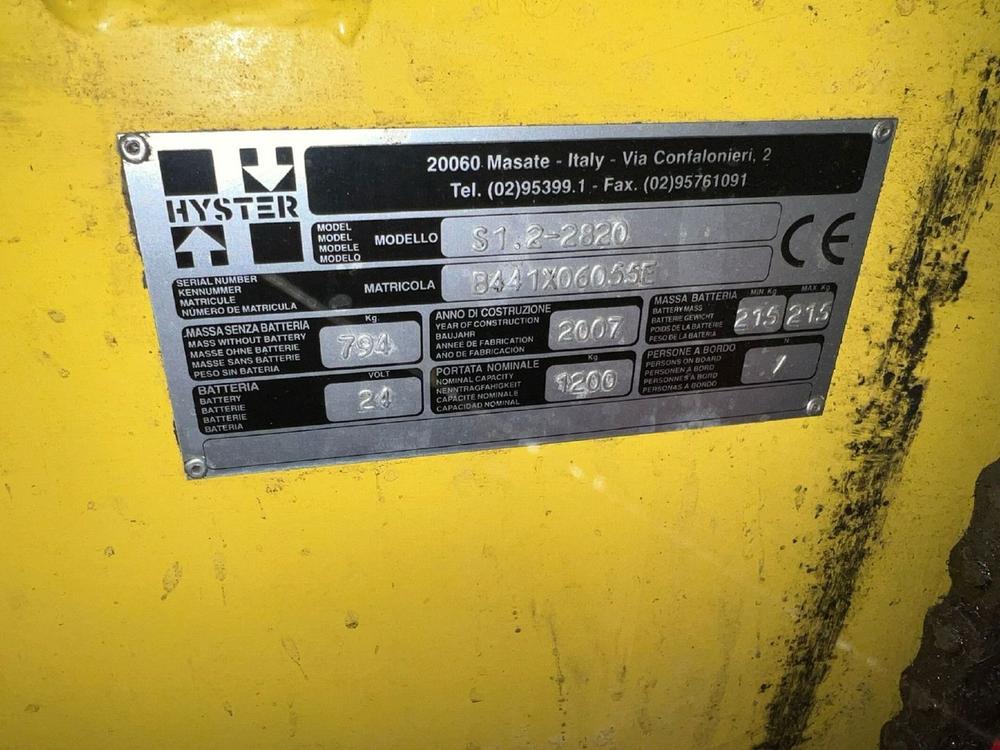 HYSTER
20060 Masate - Italy - Via Confalonieri, 2
Tel. (02)95399.1 - Fax. (02)95761091
MODEL
MODEL
MODELE
MODELO
MODELLO
S1.2-2820
CE
SERIAL NUMBER
KENNUMMER
MATRICULE
NÚMERO DE MATRICULA
MATRICOLA
B441X06055E
MASSA SENZA BATTERIA
MASS WITHOUT BATTERY
MASSE OHNE BATTERIE
MASSE SANS BATTERIE
PESO SIN BATERIA
Kg.
794
ANNO DI COSTRUZIONE
YEAR OF CONSTRUCTION
BAUJAHR
ANNEE DE FABRICATION
ANO DE FABRICACION
2007
MASSA BATTERIA
BATTERY MASS
BATTERIE GEWICHT
POIDS DE LA BATTERIE
PESO DE LA BATERIA
MIN. Kg
215
MAX. Kg
215
BATTERIA
BATTERY
BATTERIE
BATTERIE
BATERIA
VOLT
24
PORTATA NOMINALE
NOMINAL CAPACITY
NENNTRAGFÄHIGKEIT
CAPACITÉ NOMINALE
CAPACIDAD NOMINAL
Kg
1200
PERSONE A BORDO
PERSONS ON BOARD
PERSONEN A BORD
PERSONNES A BORD
PERSONAS A BORDO
N
/